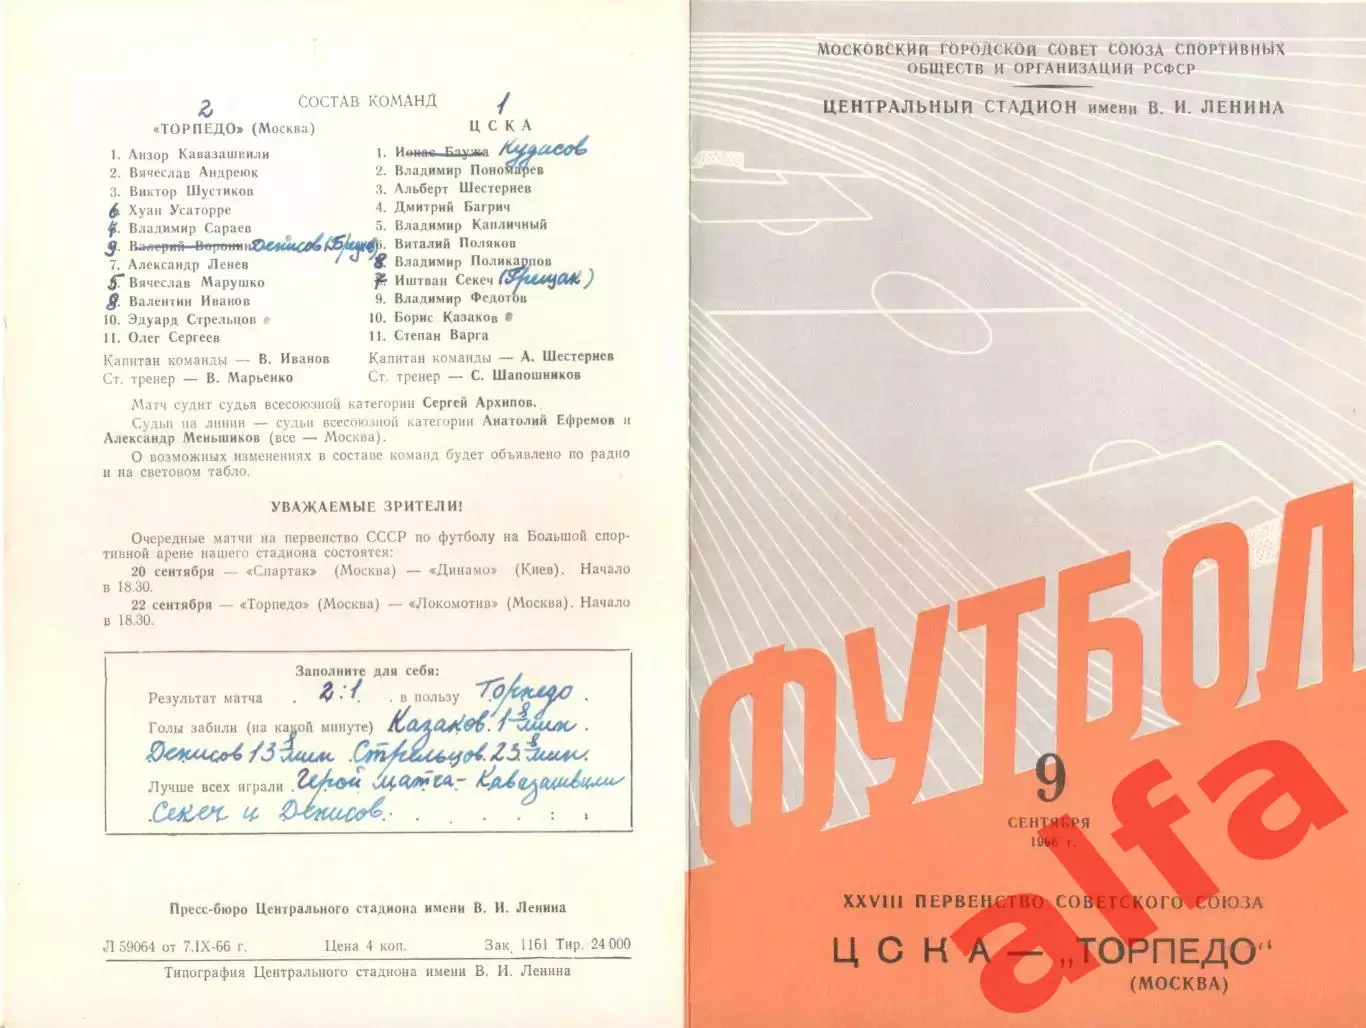 СОСТАВ КОМАНД
2 1
«ТОРПЕДО» (Москва)
1. Анзор Кавазашвили
2. Вячеслав Андреюк
3. Виктор Шустиков
6 Хуан Усаторре
4 Владимир Сараев
9. Валерий Воронин Денисов
7. Александр Ленев
5 Вячеслав Марушко
8 Валентин Иванов
10. Эдуард Стрельцов
11. Олег Сергеев
Капитан команды — В. Иванов
Ст. тренер — В. Марьенко
ЦСКА
1. Ионас Баужа Кудасов
2. Владимир Пономарев
3. Альберт Шестернев
4. Дмитрий Багрич
5. Владимир Капличный
6. Виталий Поляков
8 Владимир Поликарпов
7 Иштван Секеч (Грещак)
9. Владимир Федотов
10. Борис Казаков
11. Степан Варга
Капитан команды — А. Шестернев
Ст. тренер — С. Шапошников
Матч судит судья всесоюзной категории Сергей Архипов.
Судьи на линии — судьи всесоюзной категории Анатолий Ефремов и
Александр Меньшиков (все — Москва).
О возможных изменениях в составе команд будет объявлено по радио
и на световом табло.
УВАЖАЕМЫЕ ЗРИТЕЛИ!
Очередные матчи на первенство СССР по футболу на Большой спор-
тивной арене нашего стадиона состоятся:
20 сентября — «Спартак» (Москва) — «Динамо» (Киев). Начало
в 18.30.
22 сентября — «Торпедо» (Москва) — «Локомотив» (Москва). Начало
в 18.30.
Заполните для себя:
Результат матча . 2:1. . в пользу Торпедо.
Голы забили (на какой минуте) Казаков. 1 мин
Денисов 13 мин Стрельцов. 23 мин.
Лучше всех играли . Герой матча - Кавазашвили
Секеч и Денисов.
Пресс-бюро Центрального стадиона имени В. И. Ленина
Л 59064 от 7.IX-66 г. Цена 4 коп. Зак. 1161 Тир. 24 000
Типография Центрального стадиона имени В. И. Ленина
МОСКОВСКИЙ ГОРОДСКОЙ СОВЕТ СОЮЗА СПОРТИВНЫХ
ОБЩЕСТВ И ОРГАНИЗАЦИЙ РСФСР
ЦЕНТРАЛЬНЫЙ СТАДИОН имени В. И. ЛЕНИНА
ФУТБОЛ
9
СЕНТЯБРЯ
1966 г.
XXVIII ПЕРВЕНСТВО СОВЕТСКОГО СОЮЗА
ЦСКА — „ТОРПЕДО“
(МОСКВА)
alfa